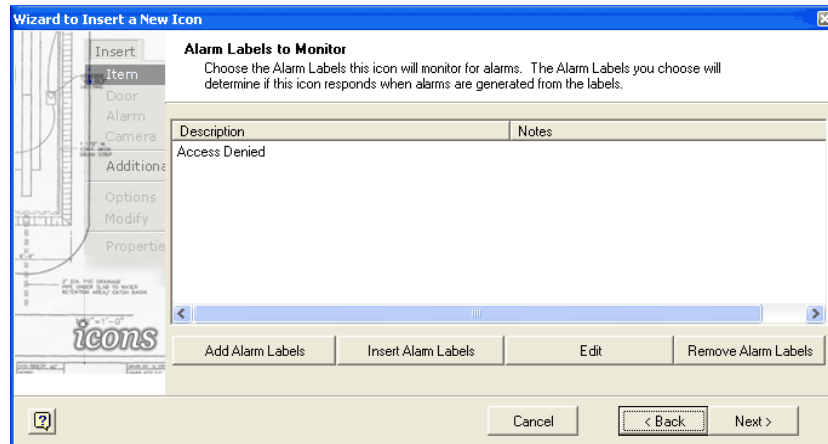 Wizard to Insert a New Icon
Insert
Item
Door
Alarm
Camera
Additiona
Options
Modify
Propertie
icons
Alarm Labels to Monitor
Choose the Alarm Labels this icon will monitor for alarms. The Alarm Labels you choose will
determine if this icon responds when alarms are generated from the labels.
Description Notes
Access Denied
Add Alarm Labels Insert Alarm Labels Edit Remove Alarm Labels
Cancel < Back Next >